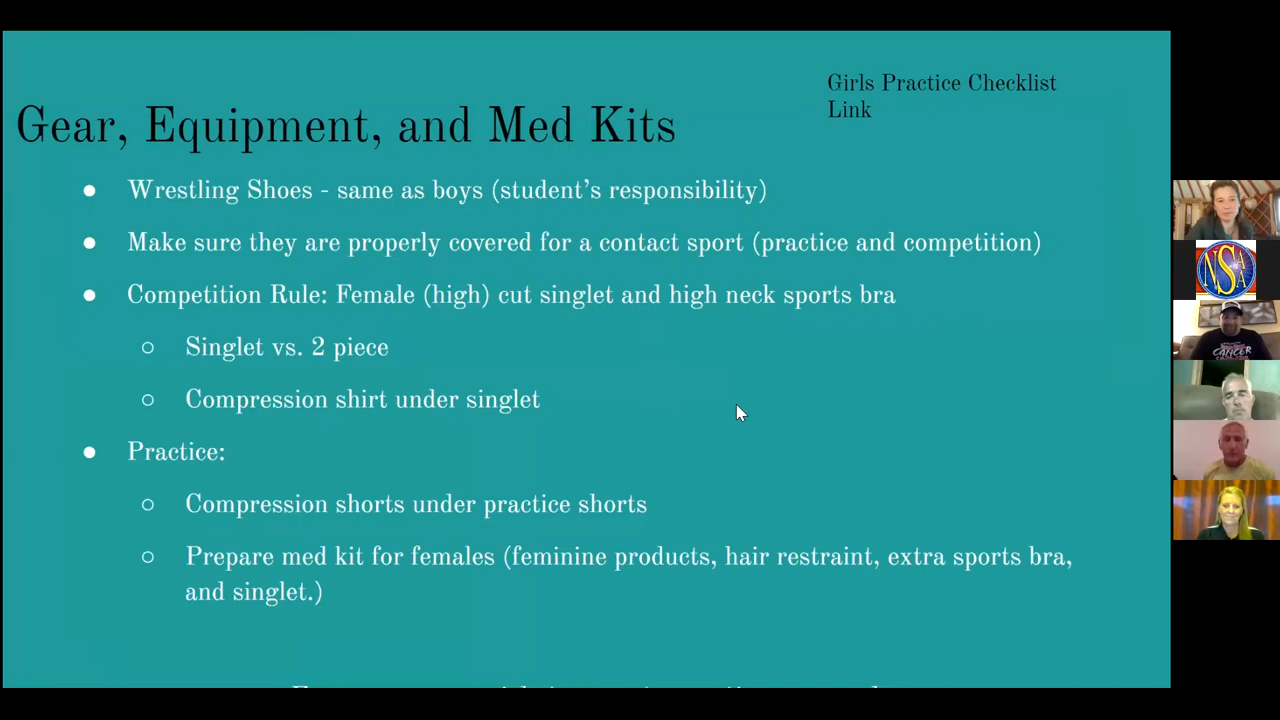 Girls Practice Checklist
Link
Gear, Equipment, and Med Kits
● Wrestling Shoes - same as boys (student’s responsibility)
● Make sure they are properly covered for a contact sport (practice and competition)
● Competition Rule: Female (high) cut singlet and high neck sports bra
○ Singlet vs. 2 piece
○ Compression shirt under singlet
● Practice:
○ Compression shorts under practice shorts
○ Prepare med kit for females (feminine products, hair restraint, extra sports bra,
and singlet.)
NSAA
CANCER